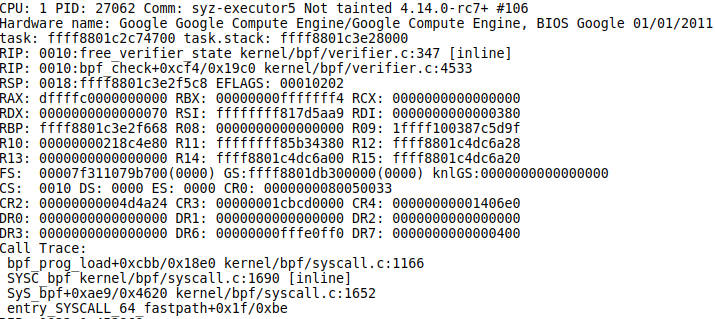 CPU: 1 PID: 27062 Comm: syz-executor5 Not tainted 4.14.0-rc7+ #106
Hardware name: Google Google Compute Engine/Google Compute Engine, BIOS Google 01/01/2011
task: ffff8801c2c74700 task.stack: ffff8801c3e28000
RIP: 0010:free_verifier_state kernel/bpf/verifier.c:347 [inline]
RIP: 0010:bpf_check+0xcf4/0x19c0 kernel/bpf/verifier.c:4533
RSP: 0018:ffff8801c3e2f5c8 EFLAGS: 00010202
RAX: dffffc0000000000 RBX: 00000000fffffff4 RCX: 0000000000000000
RDX: 0000000000000070 RSI: ffffffff817d5aa9 RDI: 0000000000000380
RBP: ffff8801c3e2f668 R08: 0000000000000000 R09: 1ffff100387c5d9f
R10: 00000000218c4e80 R11: ffffffff85b34380 R12: ffff8801c4dc6a28
R13: 0000000000000000 R14: ffff8801c4dc6a00 R15: ffff8801c4dc6a20
FS:  00007f311079b700(0000) GS:ffff8801db300000(0000) knlGS:0000000000000000
CS:  0010 DS: 0000 ES: 0000 CR0: 0000000080050033
CR2: 00000000004d4a24 CR3: 00000001cbcd0000 CR4: 00000000001406e0
DR0: 0000000000000000 DR1: 0000000000000000 DR2: 0000000000000000
DR3: 0000000000000000 DR6: 00000000fffe0ff0 DR7: 0000000000000400
Call Trace:
 bpf_prog_load+0xcbb/0x18e0 kernel/bpf/syscall.c:1166
 SYSC_bpf kernel/bpf/syscall.c:1690 [inline]
 SyS_bpf+0xae9/0x4620 kernel/bpf/syscall.c:1652
 entry_SYSCALL_64_fastpath+0x1f/0xbe